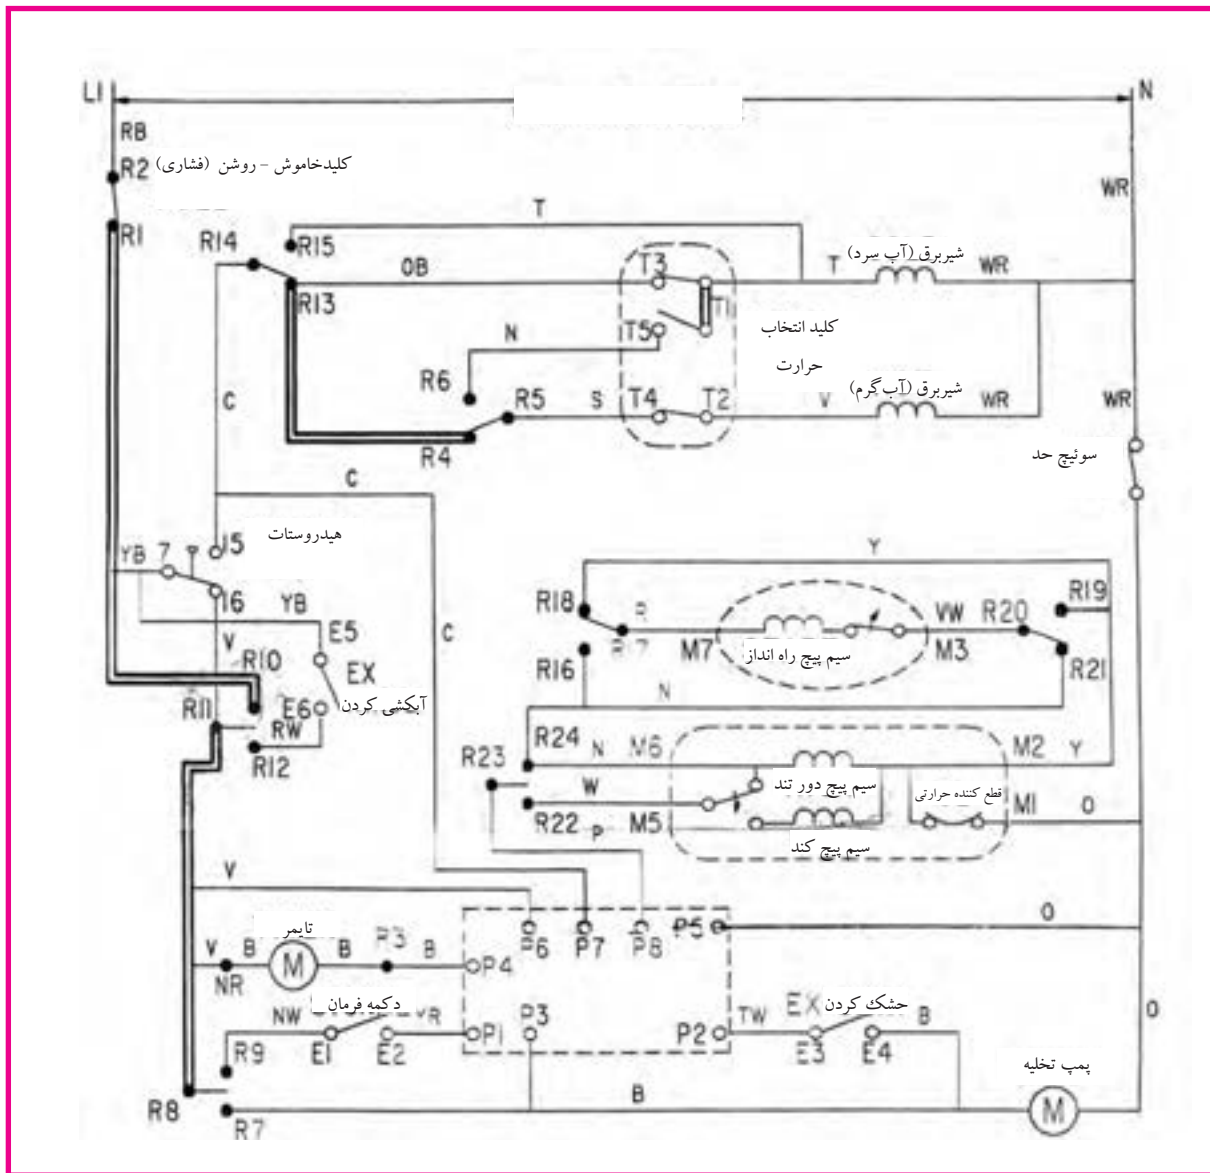 L1
N
RB
R2
کلیدخاموش - روشن (فشاری)
WR
R1
T
R14
R15
OB
T3
T
شیربرق (آب سرد)
WR
R13
T1
T5
کلید انتخاب
حرارت
N
R6
C
R5
S
T4
T2
V
شیربرق (آب گرم)
WR
WR
R4
سوئیچ حد
C
هیدروستات
YB
7
15
16
YB
Y
R18
R
R19
E5
C
M7
سیم پیچ راه انداز
VW
M3
R20
V
R10
EX
R16
R21
آبکشی کردن
N
R11
E6
RW
R12
R24
N
M6
M2
Y
R23
W
سیم پیچ دور تند
قطع کننده حرارتی
R22
P
M5
M1
O
سیم پیچ کند
V
O
تایمر
P6
P7
P8
P5
V
B
M
B
R3
B
P4
NR
دکمه فرمان
حشک کردن
NW
P1
P3
P2
TW
EX
B
O
R9
E1
E2
E3
E4
پمپ تخلیه
R8
B
M
R7